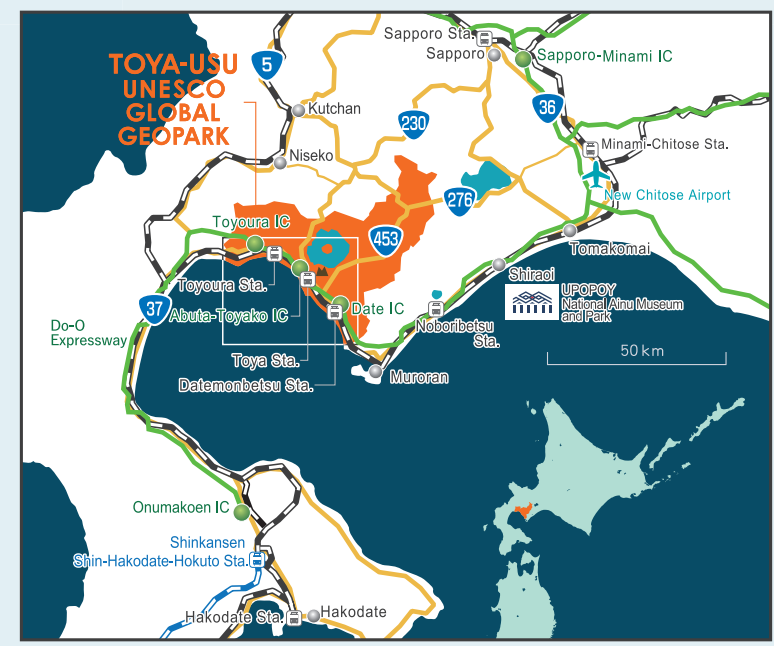 Sapporo Sta.
Sapporo
Sapporo-Minami IC
TOYA-USU
UNESCO
GLOBAL
GEOPARK
5
36
Kutchan
230
Minami-Chitose Sta.
Niseko
New Chitose Airport
276
Toyoura IC
453
Tomakomai
Shiraoi
Toyoura Sta.
UPOPOY
National Ainu Museum
and Park
37
Abuta-Toyako IC
Date IC
Do-O
Expressway
Noboribetsu
Sta.
50km
Toya Sta.
Datemonbetsu Sta.
Muroran
Onumakoen IC
Shinkansen
Shin-Hakodate-Hokuto Sta.
Hakodate Sta.
Hakodate